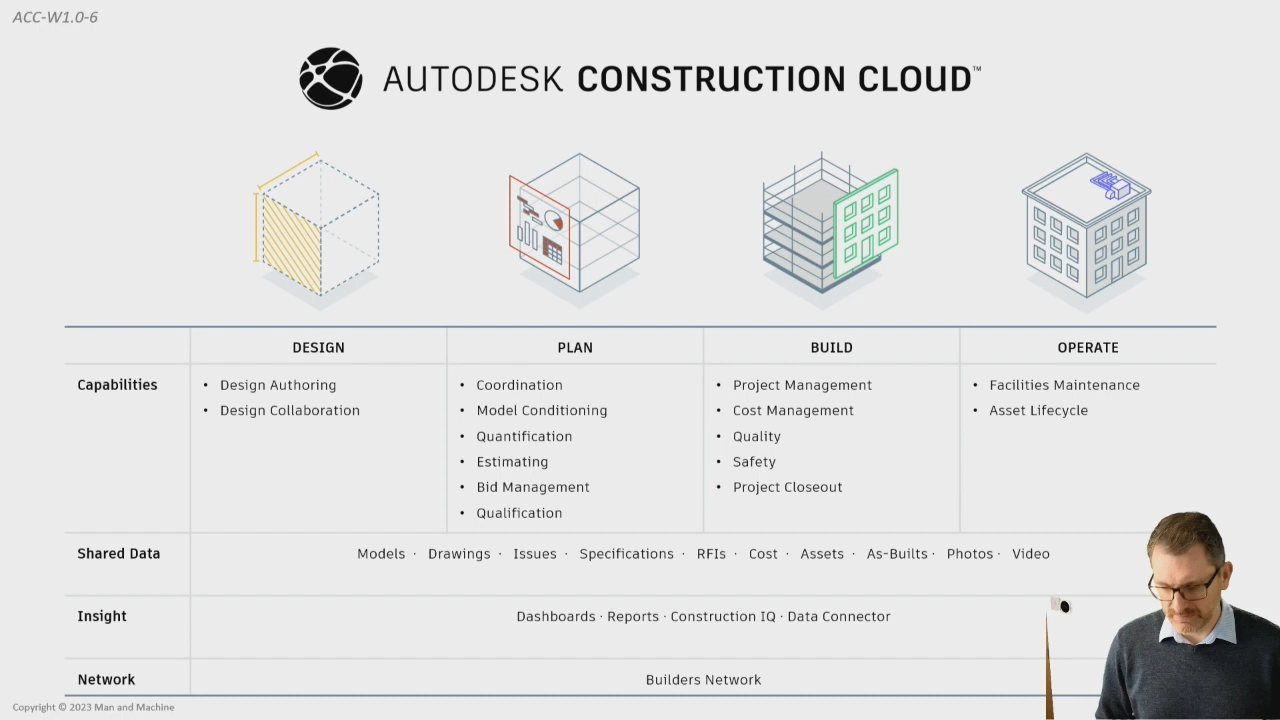 ACC-W1.0-6
AUTODESK CONSTRUCTION CLOUD™
DESIGN PLAN BUILD OPERATE
Capabilities
• Design Authoring
• Design Collaboration
• Coordination
• Model Conditioning
• Quantification
• Estimating
• Bid Management
• Qualification
• Project Management
• Cost Management
• Quality
• Safety
• Project Closeout
• Facilities Maintenance
• Asset Lifecycle
Shared Data
Models · Drawings · Issues · Specifications · RFIs · Cost · Assets · As-Builts · Photos · Video
Insight
Dashboards · Reports · Construction IQ · Data Connector
Network
Builders Network
Copyright © 2023 Man and Machine